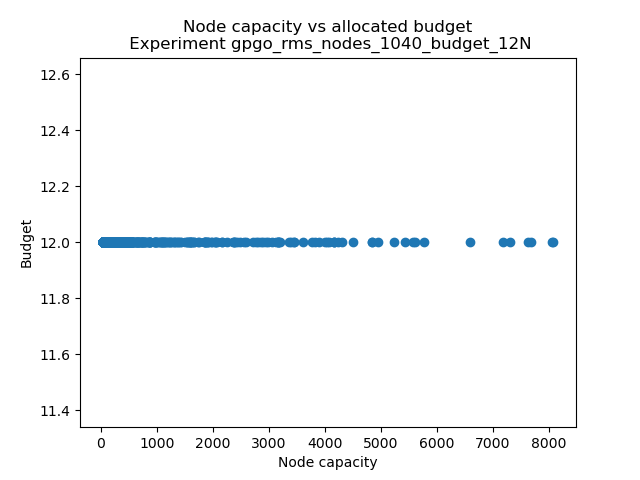 Node capacity vs allocated budget
Experiment gpgo_rms_nodes_1040_budget_12N
12.6
12.4
12.2
12.0
11.8
11.6
11.4
Budget
0 1000 2000 3000 4000 5000 6000 7000 8000
Node capacity